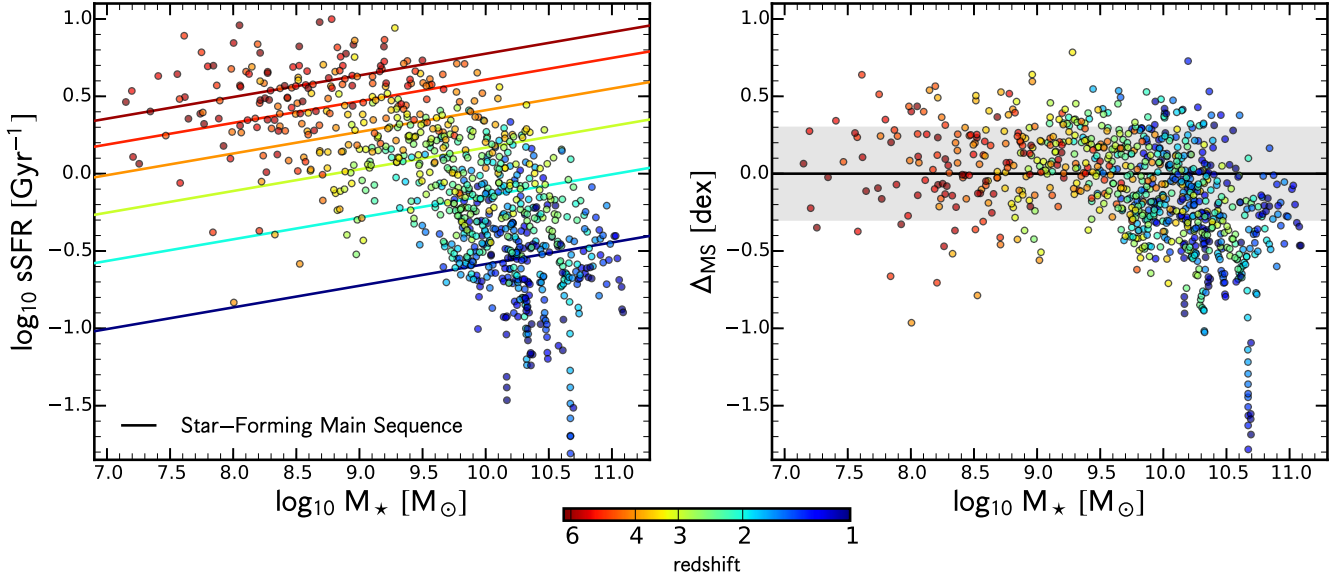 log₁₀ sSFR [Gyr⁻¹]
1.0
0.5
0.0
−0.5
−1.0
−1.5
Star−Forming Main Sequence
7.0 7.5 8.0 8.5 9.0 9.5 10.0 10.5 11.0
log₁₀ M⋆ [M⊙]
Δ_MS [dex]
1.0
0.5
0.0
−0.5
−1.0
−1.5
7.0 7.5 8.0 8.5 9.0 9.5 10.0 10.5 11.0
log₁₀ M⋆ [M⊙]
6 4 3 2 1
redshift